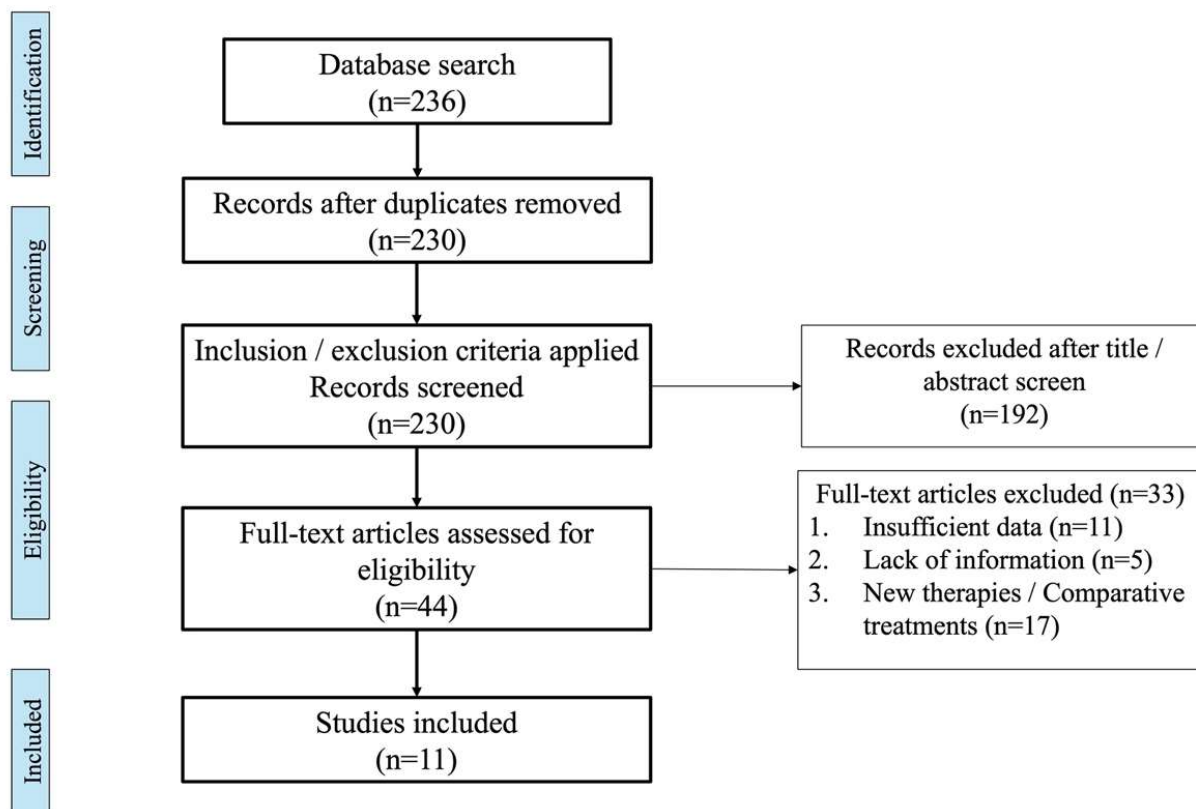 Identification
Database search
(n=236)
Records after duplicates removed
(n=230)
Screening
Inclusion / exclusion criteria applied
Records screened
(n=230)
Records excluded after title /
abstract screen
(n=192)
Eligibility
Full-text articles assessed for
eligibility
(n=44)
Full-text articles excluded (n=33)
1. Insufficient data (n=11)
2. Lack of information (n=5)
3. New therapies / Comparative
treatments (n=17)
Included
Studies included
(n=11)